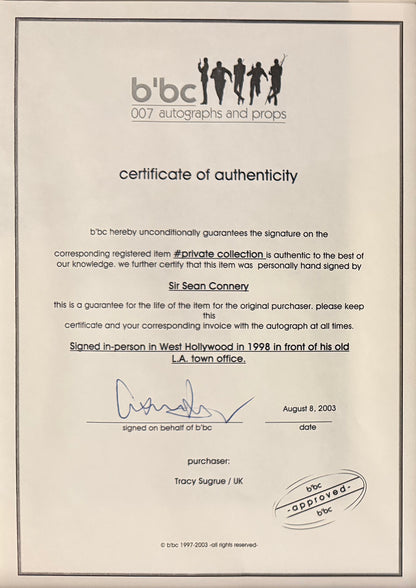 b'bc
007 autographs and props
certificate of authenticity
b'bc hereby unconditionally guarantees the signature on the
corresponding registered item #private collection is authentic to the best of
our knowledge. we further certify that this item was personally hand signed by
Sir Sean Connery
this is a guarantee for the life of the item for the original purchaser. please keep
this
certificate and your corresponding invoice with the autograph at all times.
Signed in-person in West Hollywood in 1998 in front of his old
L.A. town office.
August 8, 2003
signed on behalf of b'bc
date
purchaser:
Tracy Sugrue / UK
b'bc
-approved-
b'bc
© b'bc 1997-2003 -all rights reserved-